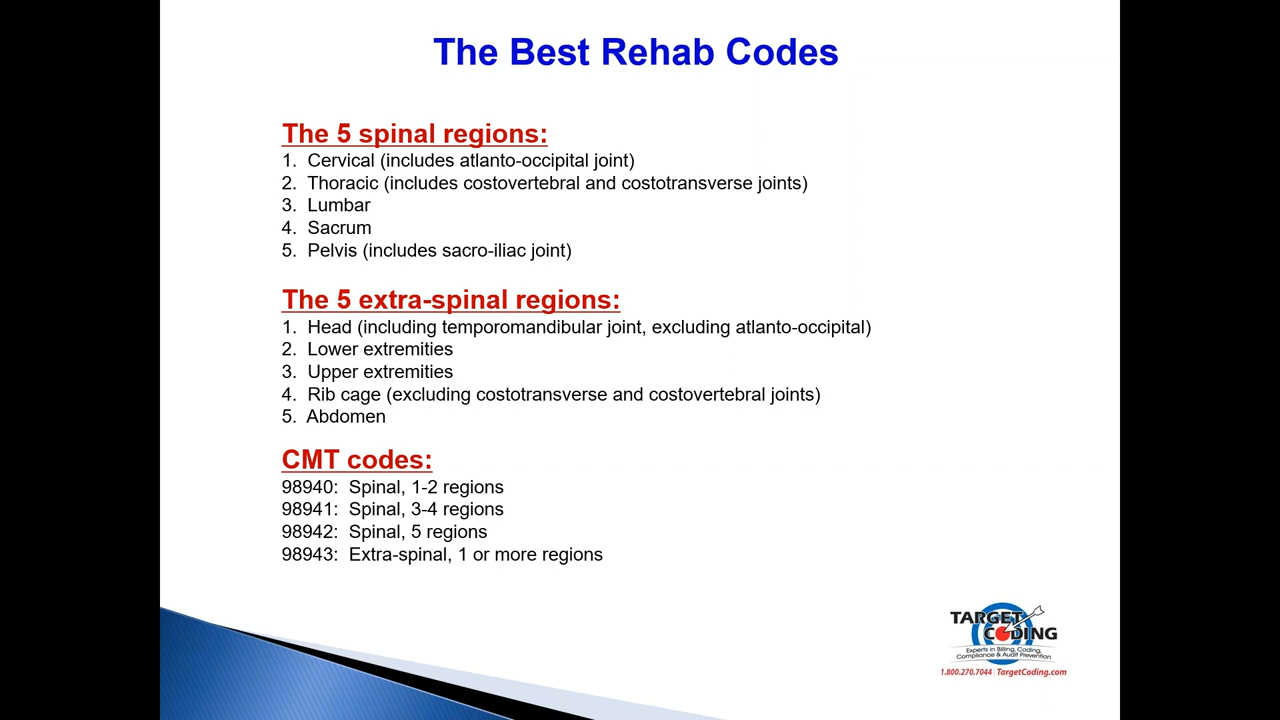 The Best Rehab Codes
The 5 spinal regions:
1. Cervical (includes atlanto-occipital joint)
2. Thoracic (includes costovertebral and costotransverse joints)
3. Lumbar
4. Sacrum
5. Pelvis (includes sacro-iliac joint)
The 5 extra-spinal regions:
1. Head (including temporomandibular joint, excluding atlanto-occipital)
2. Lower extremities
3. Upper extremities
4. Rib cage (excluding costotransverse and costovertebral joints)
5. Abdomen
CMT codes:
98940: Spinal, 1-2 regions
98941: Spinal, 3-4 regions
98942: Spinal, 5 regions
98943: Extra-spinal, 1 or more regions
TARGET
CODING
Experts in Billing, Coding,
Compliance & Audit Prevention
1.800.270.7044 | TargetCoding.com